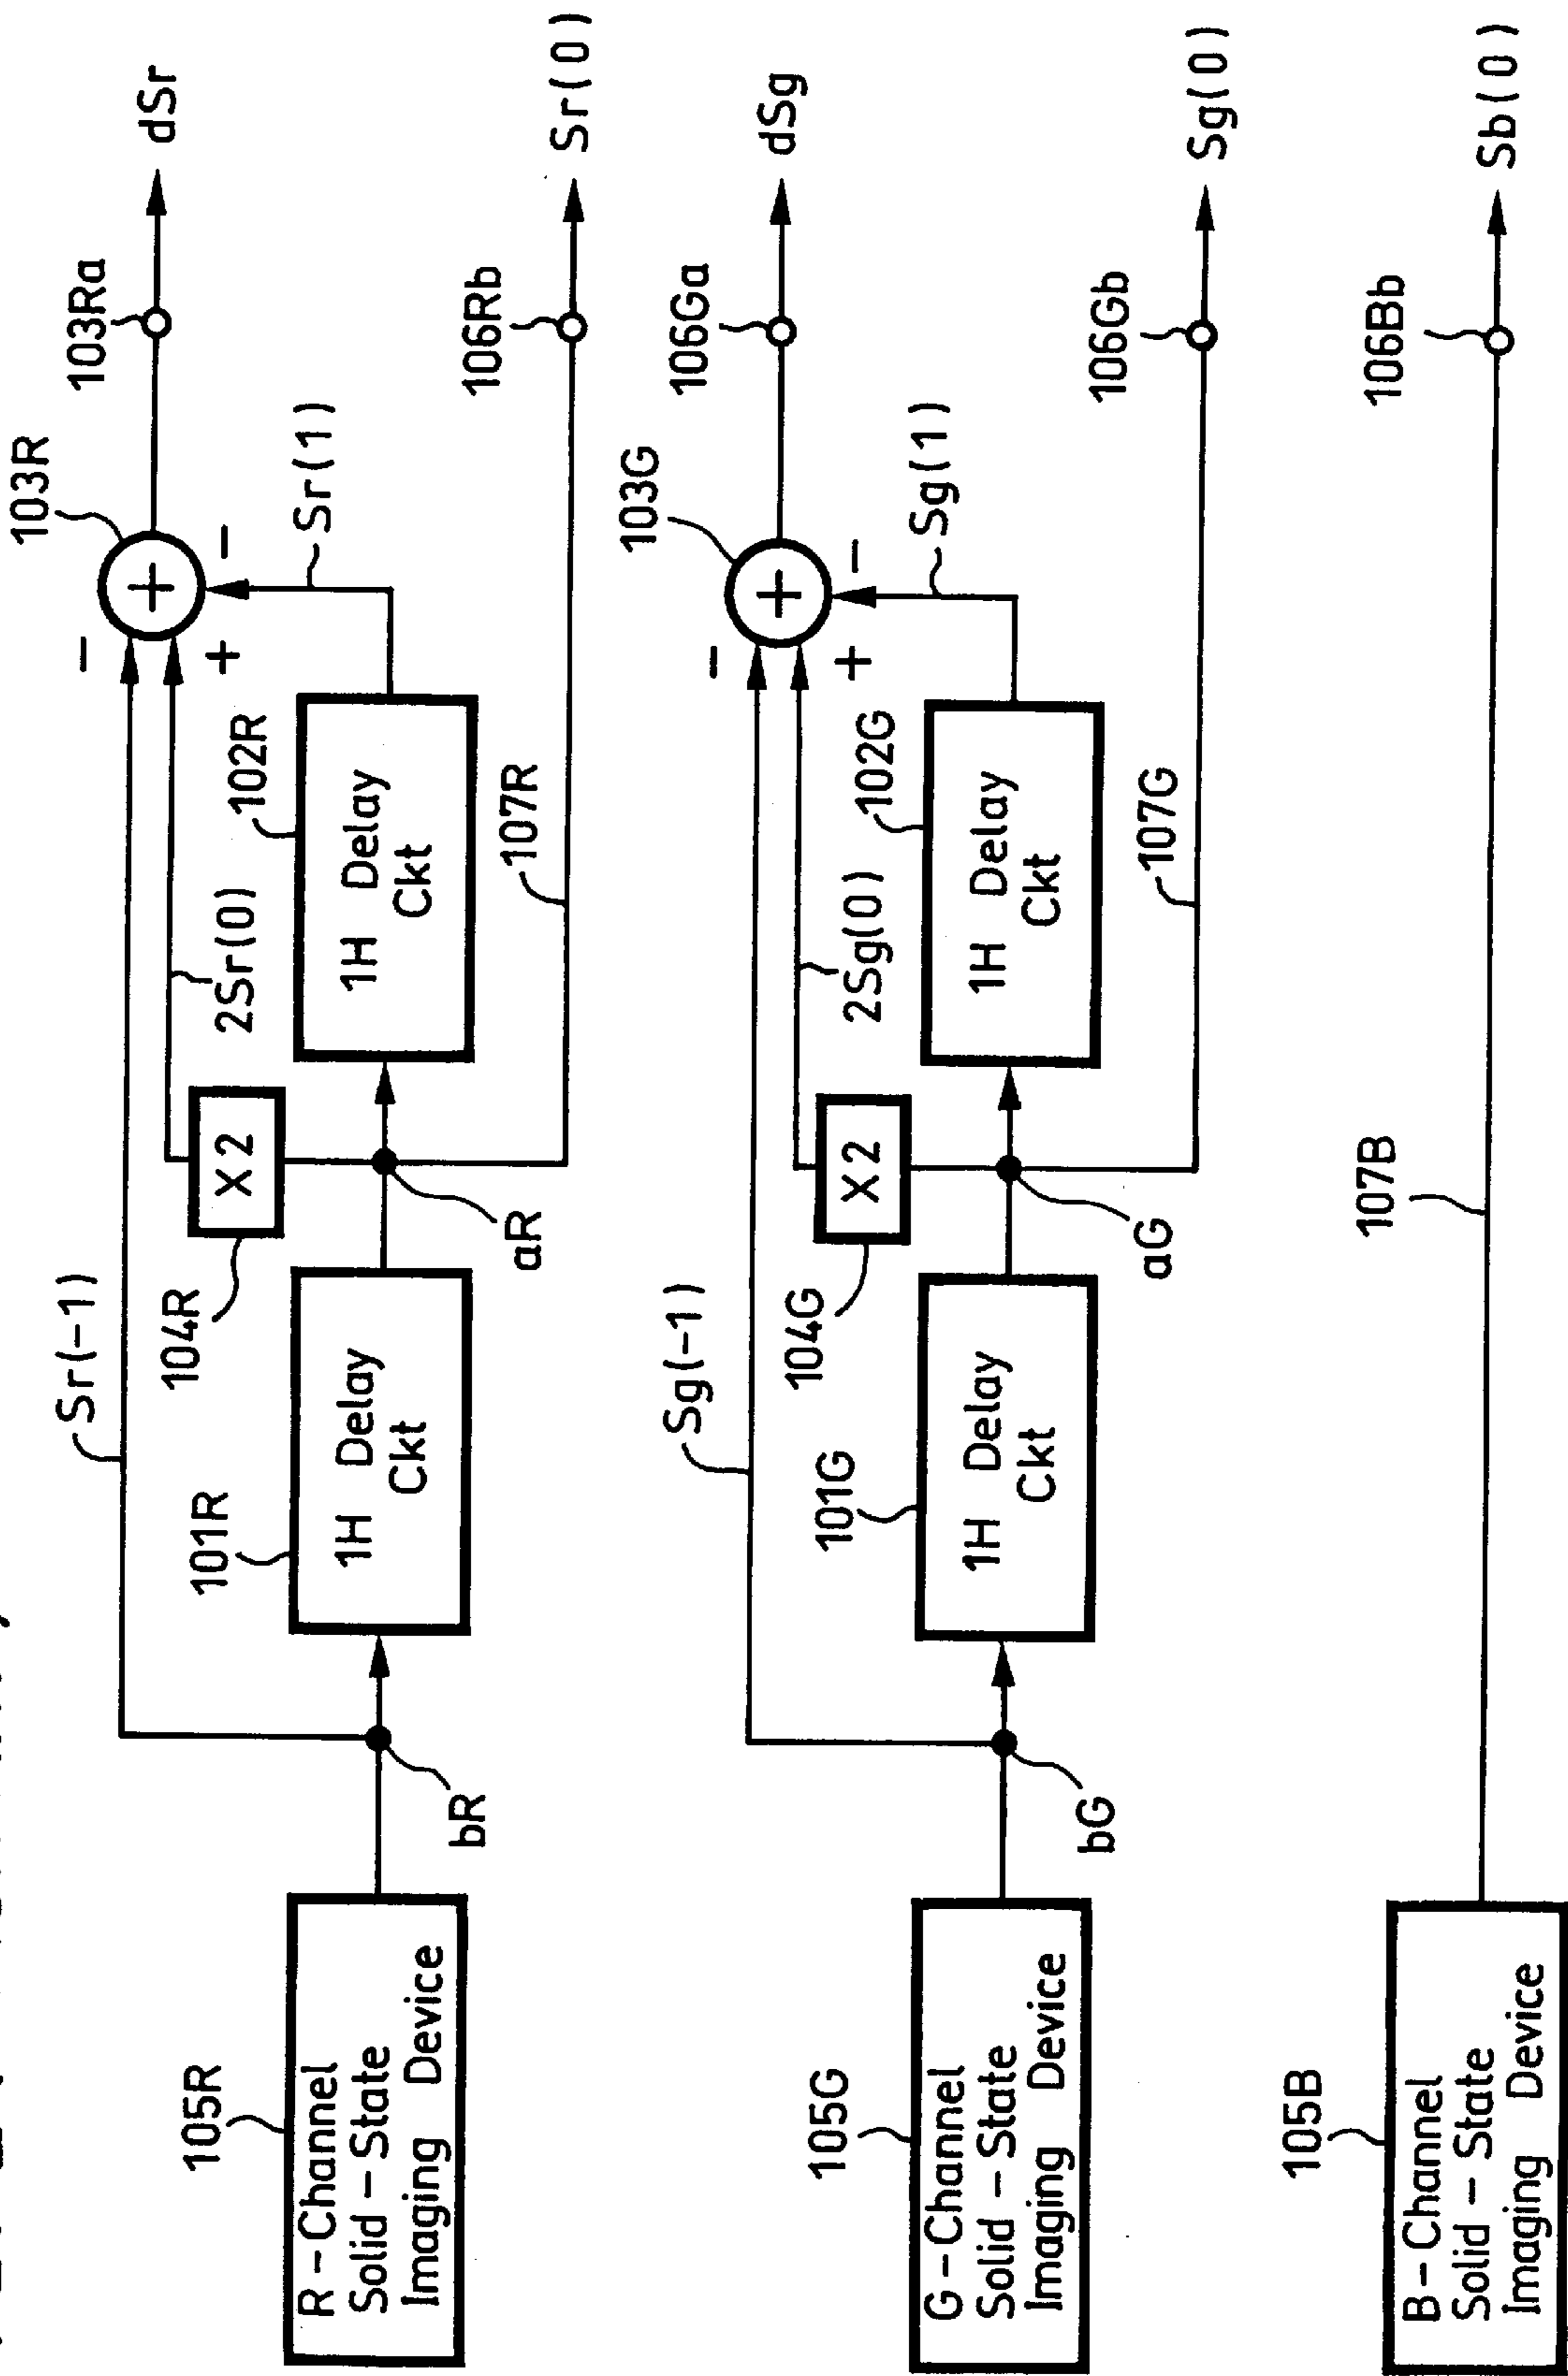 103R
103Ra
dSr
Sr(-1)
-
+
+
-
Sr(1)
104R
X 2
2Sr(0)
102R
106Rb
Sr(0)
105R
101R
R-Channel
Solid-State
Imaging Device
1H Delay
Ckt
1H Delay
Ckt
bR
aR
107R
103G
106Ga
dSg
Sg(-1)
-
+
+
-
Sg(1)
104G
X 2
2Sg(0)
102G
106Gb
Sg(0)
105G
101G
G-Channel
Solid-State
Imaging Device
1H Delay
Ckt
1H Delay
Ckt
bG
aG
107G
105B
107B
106Bb
Sb(0)
B-Channel
Solid-State
Imaging Device